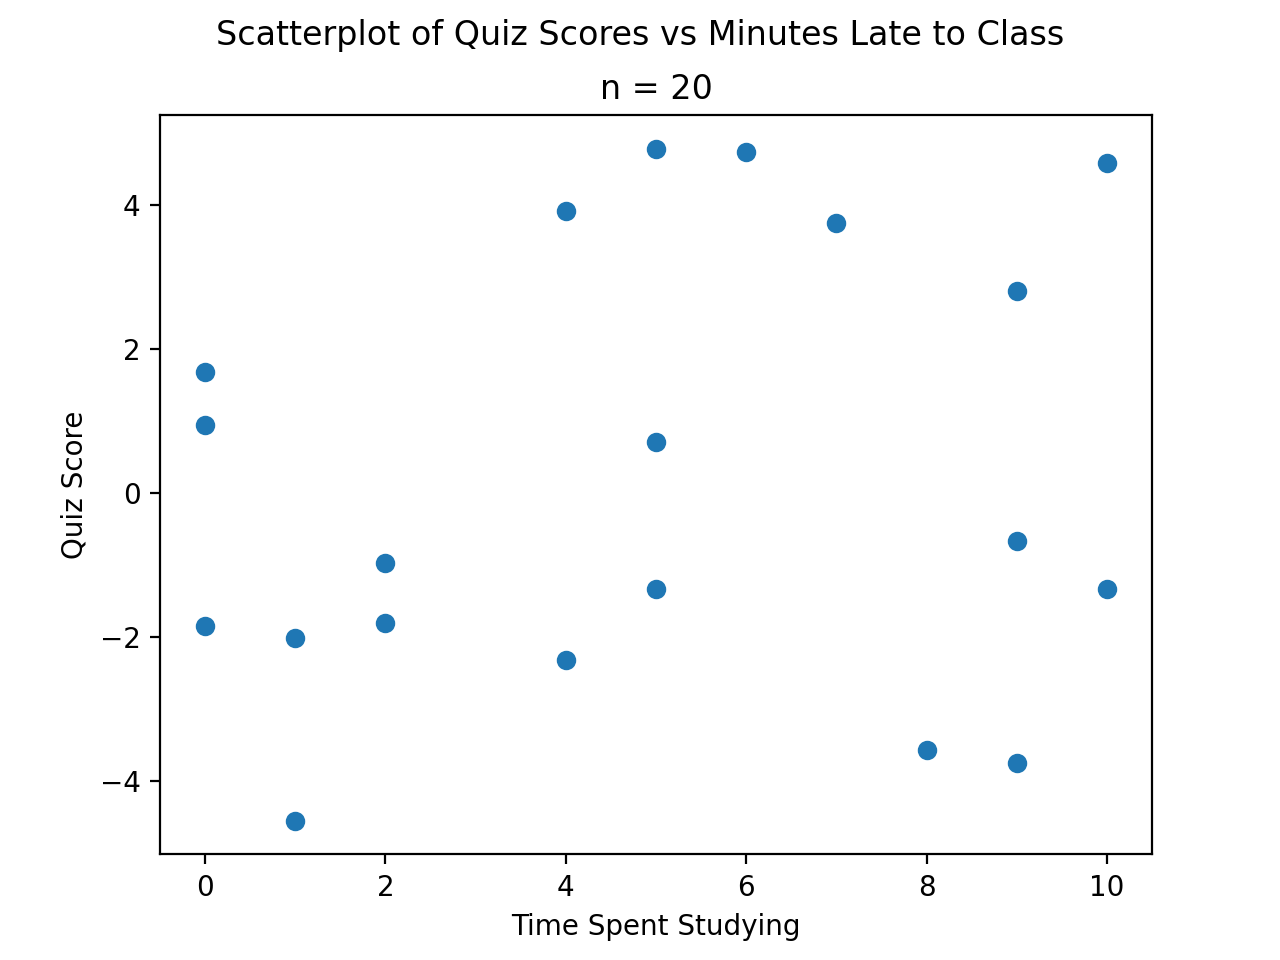 Scatterplot of Quiz Scores vs Minutes Late to Class
n = 20
4
2
0
−2
−4
Quiz Score
0 2 4 6 8 10
Time Spent Studying